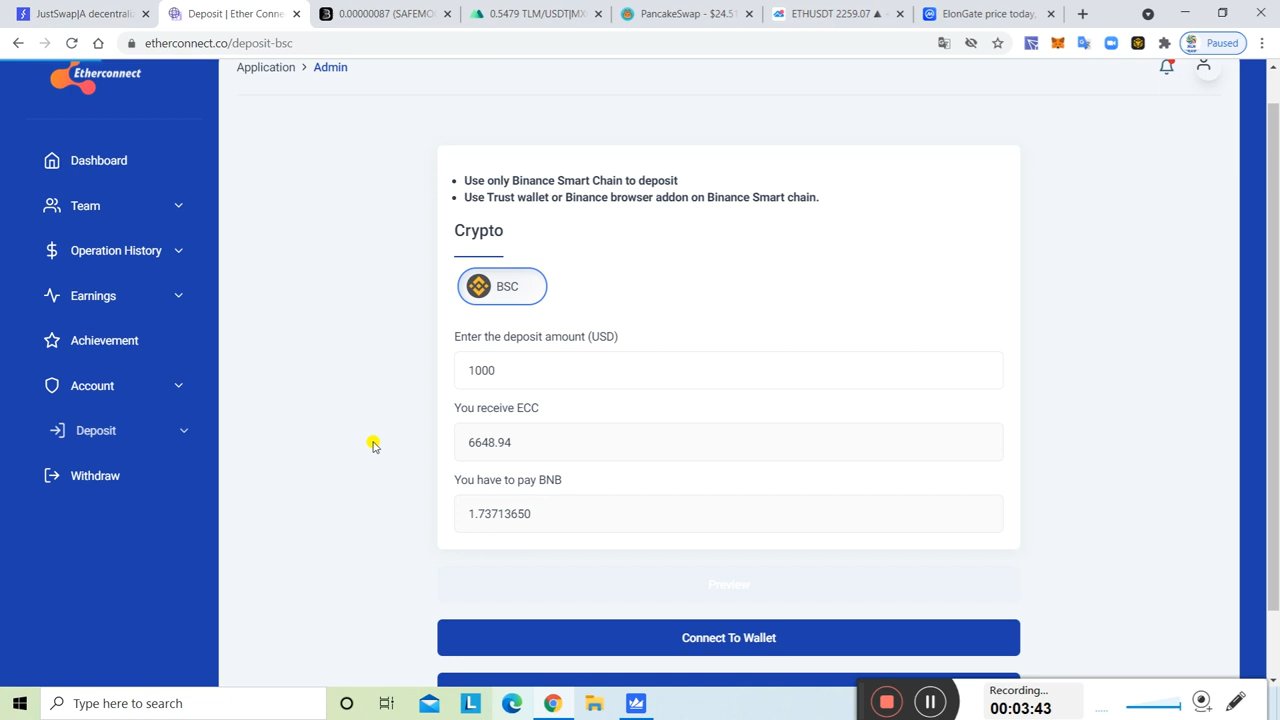 JustSwap|A decentraliz
Deposit | Ether Conne
0.00000087 (SAFEMO
0.5479 TLM/USDT|MX
PancakeSwap - $24.51
ETHUSDT 2259.07 ▲ +
ElonGate price today,
etherconnect.co/deposit-bsc
Paused
Etherconnect
Application > Admin
Dashboard
Team
Operation History
Earnings
Achievement
Account
Deposit
Withdraw
• Use only Binance Smart Chain to deposit
• Use Trust wallet or Binance browser addon on Binance Smart chain.
Crypto
BSC
Enter the deposit amount (USD)
1000
You receive ECC
6648.94
You have to pay BNB
1.73713650
Preview
Connect To Wallet
Type here to search
L
Recording...
00:03:43